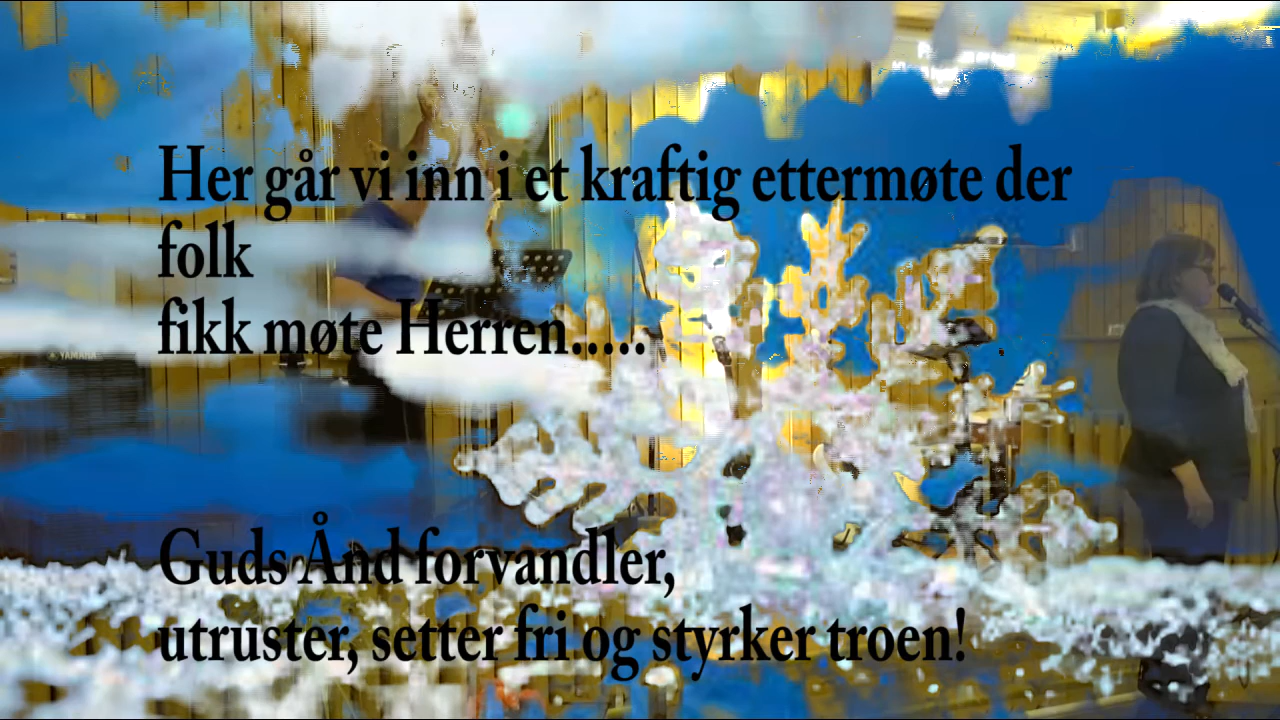 Her går vi inn i et kraftig ettermøte der
folk
fikk møte Herren.....
YAMAHA
Guds Ånd forvandler,
utruster, setter fri og styrker troen!